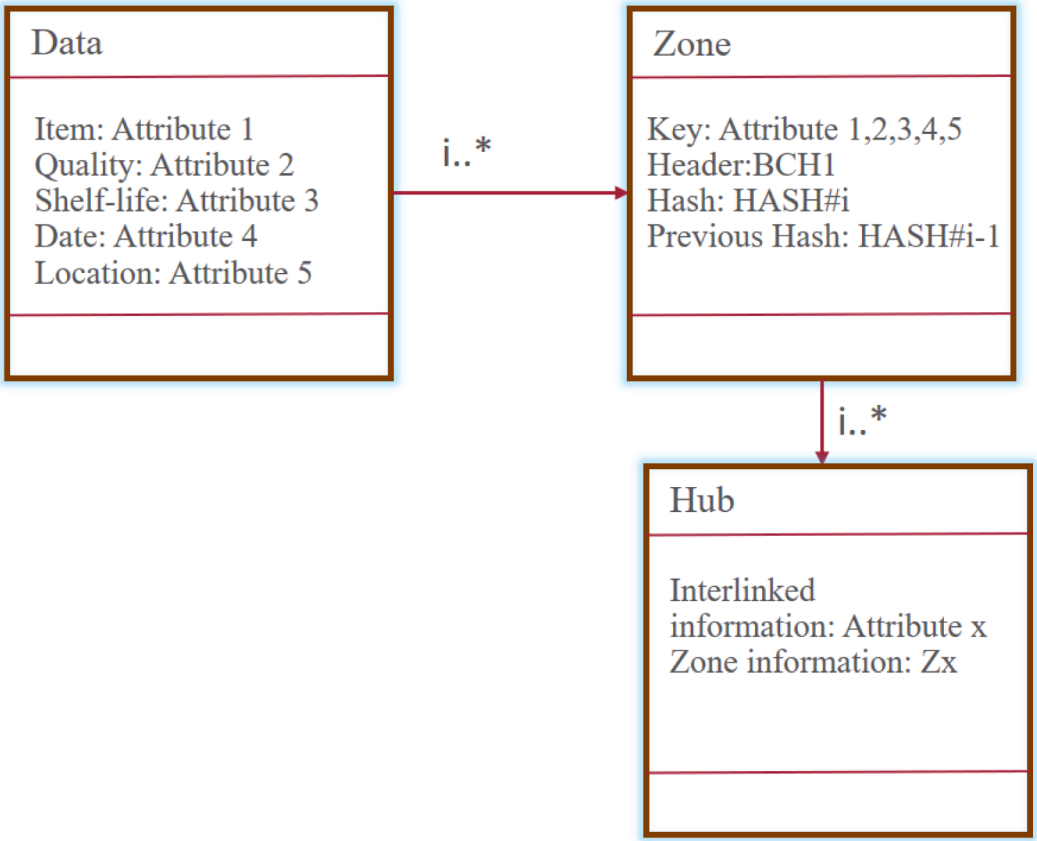 Data
Item: Attribute 1
Quality: Attribute 2
Shelf-life: Attribute 3
Date: Attribute 4
Location: Attribute 5
i..*
Zone
Key: Attribute 1,2,3,4,5
Header:BCH1
Hash: HASH#i
Previous Hash: HASH#i-1
i..*
Hub
Interlinked
information: Attribute x
Zone information: Zx